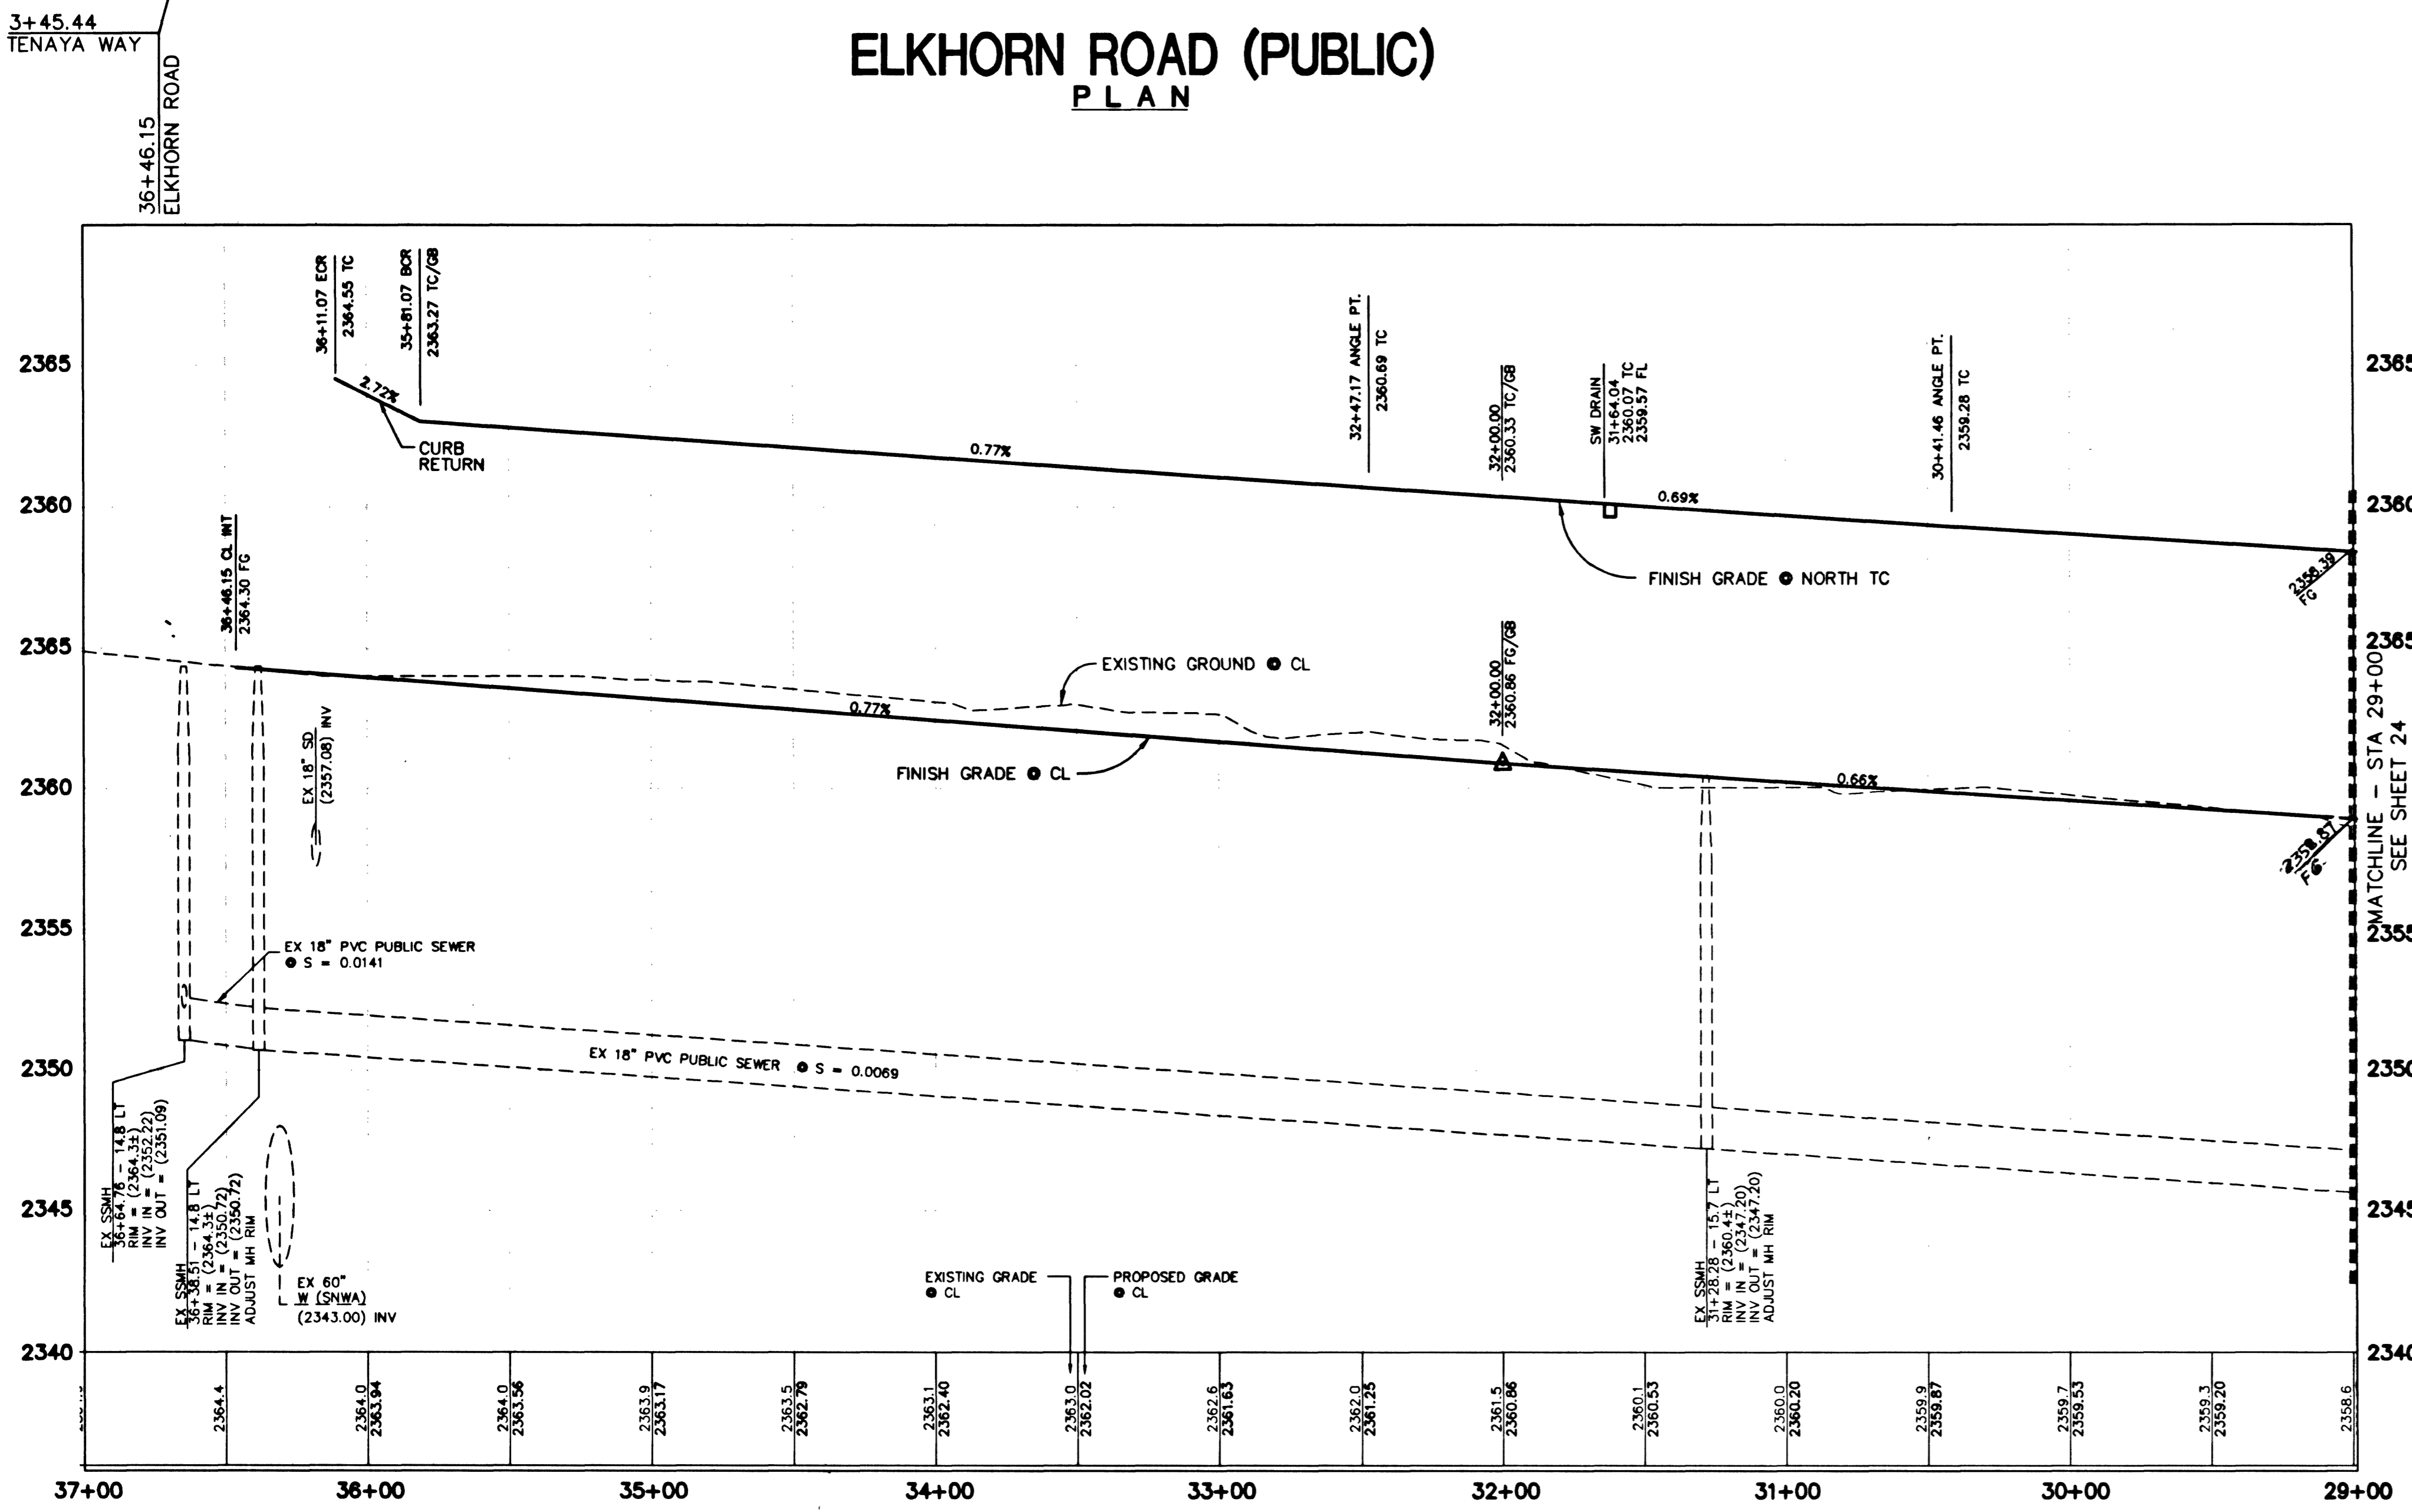 3+45.44
TENAYA WAY
36+46.15
ELKHORN ROAD
ELKHORN ROAD (PUBLIC)
PLAN
36+11.07 ECR
2364.55 TC
35+81.07 BCR
2363.27 TC/GB
32+47.17 ANGLE PT.
2360.69 TC
32+00.00
2360.33 TC/GB
SW DRAIN
31+64.04
2360.07 TC
2359.57 FL
30+41.46 ANGLE PT.
2359.28 TC
2365
2365
2.72%
CURB
RETURN
0.77%
0.69%
2360
2360
FINISH GRADE @ NORTH TC
2358.39
FG
36+46.15 CL INT
2364.30 FG
2365
2365
EXISTING GROUND @ CL
32+00.00
2360.86 FG/GB
0.77%
FINISH GRADE @ CL
EX 18" SD
(2357.08) INV
0.66%
2360
2358.87
FG
MATCHLINE - STA 29+00
SEE SHEET 24
2355
2355
EX 18" PVC PUBLIC SEWER
@ S = 0.0141
EX 18" PVC PUBLIC SEWER @ S = 0.0069
2350
2350
EX SSMH
36+64.76 - 14.8 LT
RIM = (2364.3±)
INV IN = (2352.22)
INV OUT = (2351.09)
EX SSMH
36+38.51 - 14.8 LT
RIM = (2364.3±)
INV IN = (2350.72)
INV OUT = (2350.72)
ADJUST MH RIM
2345
2345
EX 60"
W (SNWA)
(2343.00) INV
EX SSMH
31+28.28 - 15.7 LT
RIM = (2360.4±)
INV IN = (2347.20)
INV OUT = (2347.20)
ADJUST MH RIM
EXISTING GRADE
@ CL
PROPOSED GRADE
@ CL
2340
2340
2364.4
2364.0
2363.94
2364.0
2363.56
2363.9
2363.17
2363.5
2362.79
2363.1
2362.40
2363.0
2362.02
2362.6
2361.63
2362.0
2361.25
2361.5
2360.86
2360.1
2360.53
2360.0
2360.20
2359.9
2359.87
2359.7
2359.53
2359.3
2359.20
2358.6
37+00
36+00
35+00
34+00
33+00
32+00
31+00
30+00
29+00